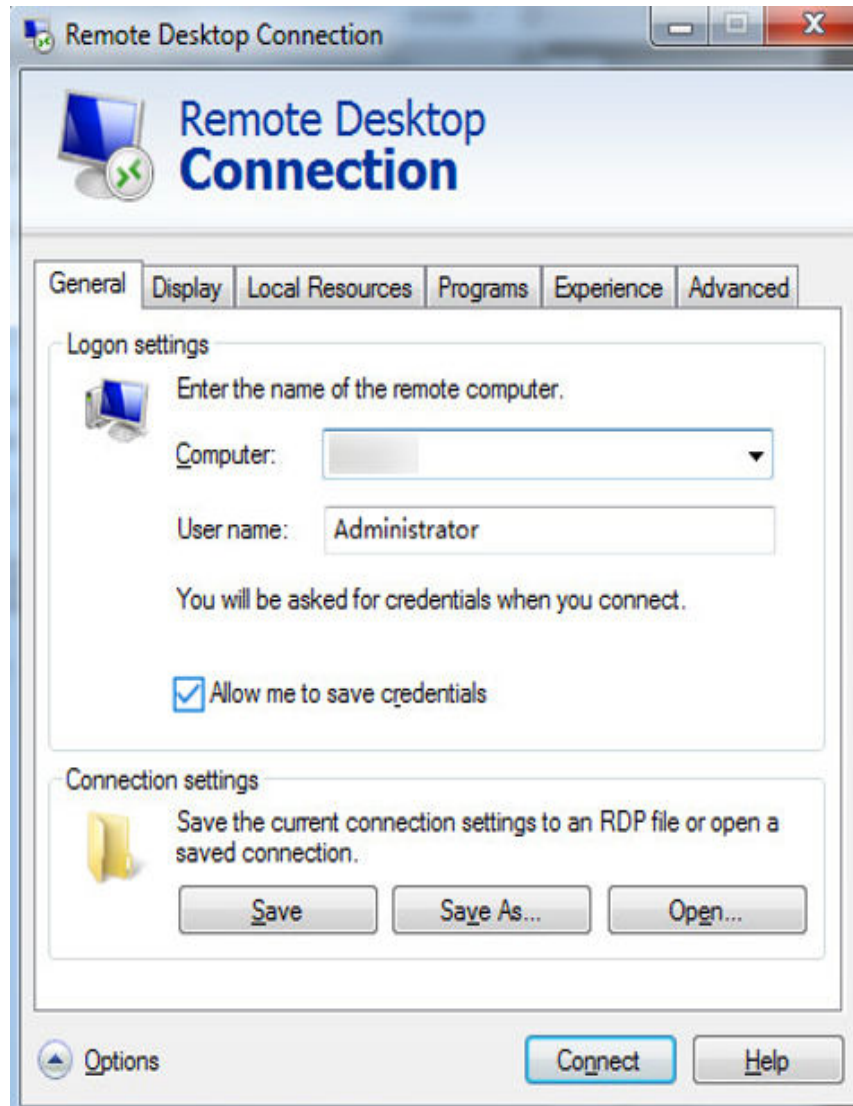 Remote Desktop Connection
Remote Desktop
Connection
General Display Local Resources Programs Experience Advanced
Logon settings
Enter the name of the remote computer.
Computer:
User name: Administrator
You will be asked for credentials when you connect.
Allow me to save credentials
Connection settings
Save the current connection settings to an RDP file or open a
saved connection.
Save Save As... Open...
Options Connect Help